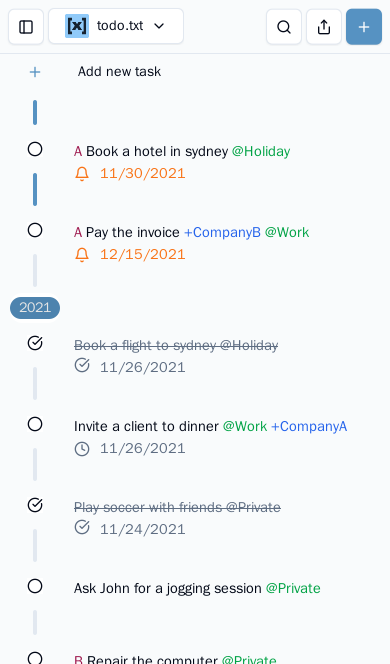 [x] todo.txt
Add new task
A Book a hotel in sydney @Holiday
11/30/2021
A Pay the invoice +CompanyB @Work
12/15/2021
2021
Book a flight to sydney @Holiday
11/26/2021
Invite a client to dinner @Work +CompanyA
11/26/2021
Play soccer with friends @Private
11/24/2021
Ask John for a jogging session @Private
B Repair the computer @Private